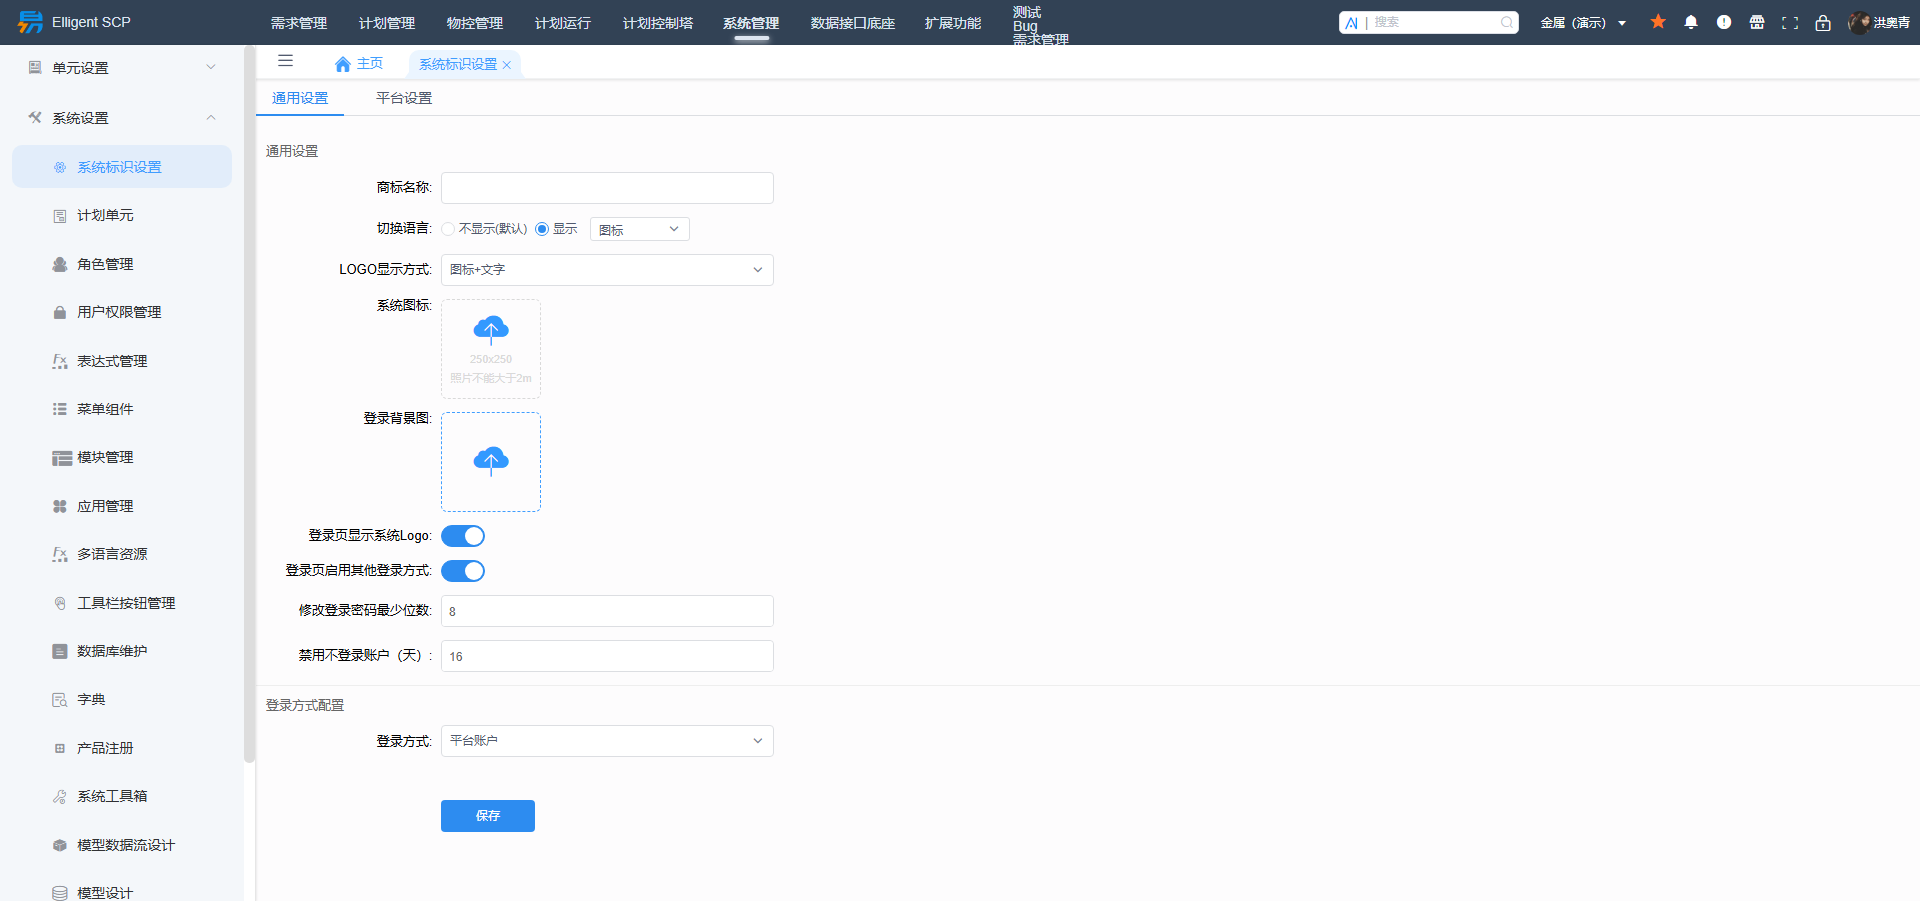 Elligent SCP
需求管理
计划管理
物控管理
计划运行
计划控制塔
系统管理
数据接口底座
扩展功能
测试
Bug
需求管理
AI | 搜索
金属（演示）
洪奥青
单元设置
系统设置
系统标识设置
计划单元
角色管理
用户权限管理
表达式管理
菜单组件
模块管理
应用管理
多语言资源
工具栏按钮管理
数据库维护
字典
产品注册
系统工具箱
模型数据流设计
模型设计
主页
系统标识设置
通用设置
平台设置
通用设置
商标名称:
切换语言:
不显示(默认)
显示
图标
LOGO显示方式:
图标+文字
系统图标:
250x250
照片不能大于2m
登录背景图:
登录页显示系统Logo:
登录页启用其他登录方式:
修改登录密码最少位数:
8
禁用不登录账户（天）:
16
登录方式配置
登录方式:
平台账户
保存